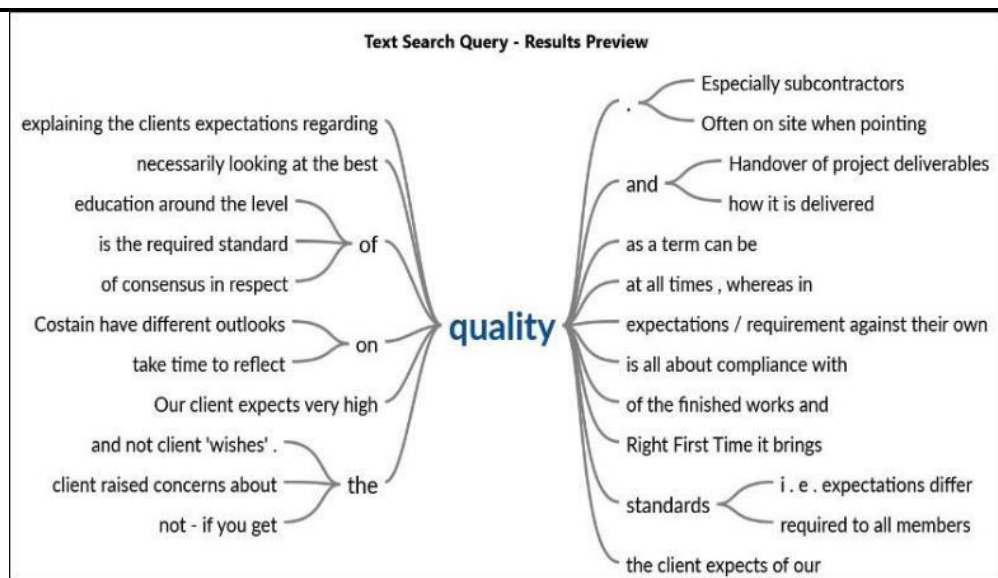 Text Search Query - Results Preview
explaining the clients expectations regarding
necessarily looking at the best
education around the level
is the required standard
of consensus in respect
of
Costain have different outlooks
take time to reflect
on
Our client expects very high
and not client 'wishes' .
client raised concerns about
not - if you get
the
quality
.
Especially subcontractors
Often on site when pointing
and
Handover of project deliverables
how it is delivered
as a term can be
at all times , whereas in
expectations / requirement against their own
is all about compliance with
of the finished works and
Right First Time it brings
standards
i . e . expectations differ
required to all members
the client expects of our